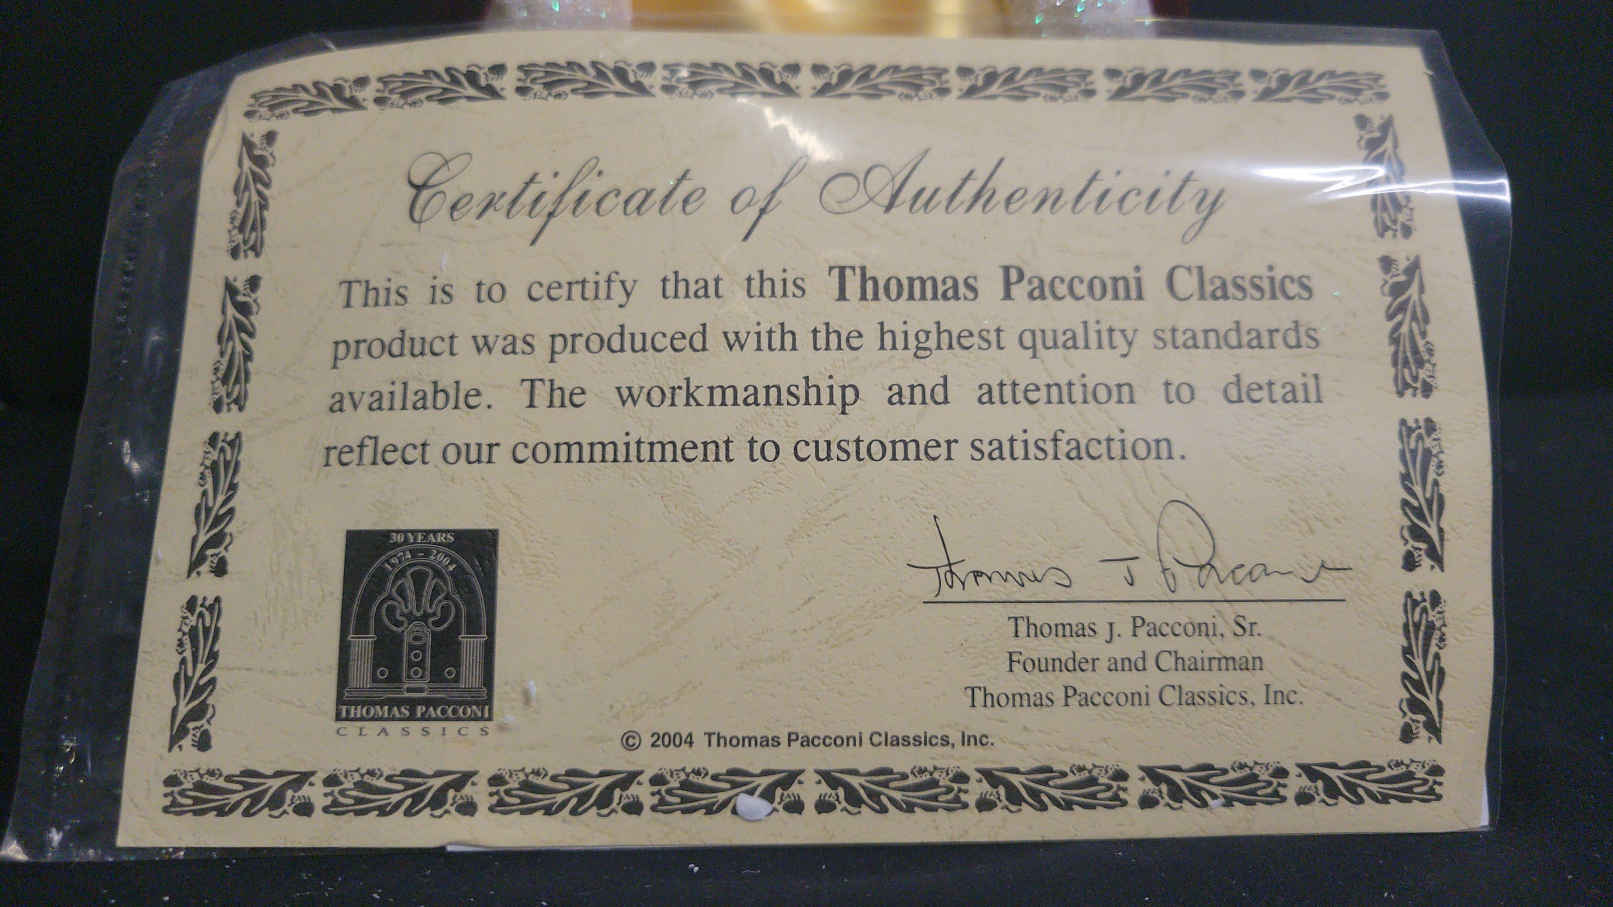 Certificate of Authenticity
This is to certify that this Thomas Pacconi Classics
product was produced with the highest quality standards
available. The workmanship and attention to detail
reflect our commitment to customer satisfaction.
30 YEARS
1974 - 2004
THOMAS PACCONI
CLASSICS
Thomas J Pacconi
Thomas J. Pacconi, Sr.
Founder and Chairman
Thomas Pacconi Classics, Inc.
© 2004 Thomas Pacconi Classics, Inc.